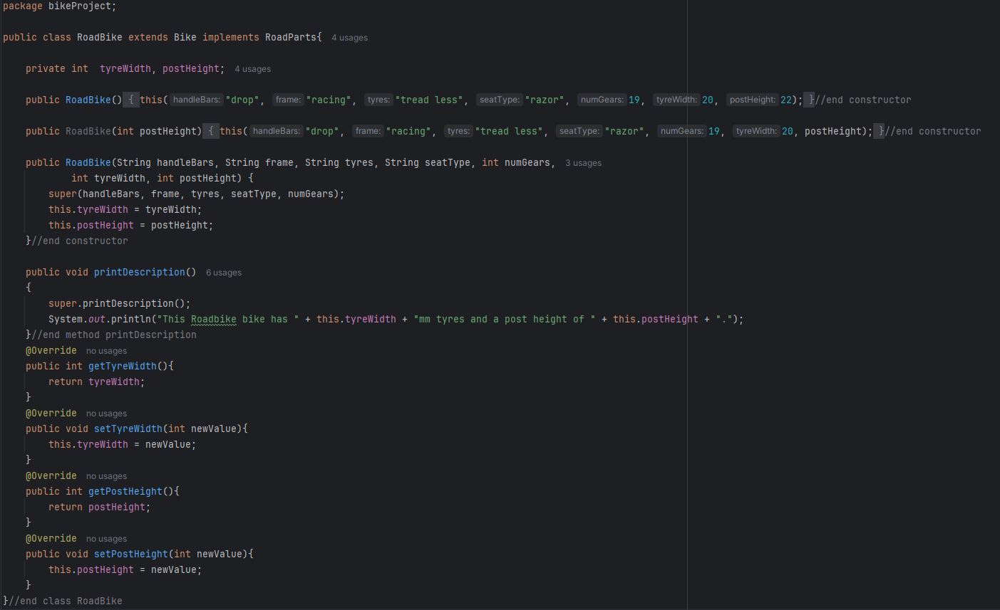 package bikeProject;
public class RoadBike extends Bike implements RoadParts{ 4 usages
private int  tyreWidth, postHeight; 4 usages
public RoadBike() { this( handleBars: "drop", frame: "racing", tyres: "tread less", seatType: "razor", numGears: 19, tyreWidth: 20, postHeight: 22); }//end constructor
public RoadBike(int postHeight) { this( handleBars: "drop", frame: "racing", tyres: "tread less", seatType: "razor", numGears: 19, tyreWidth: 20, postHeight); }//end constructor
public RoadBike(String handleBars, String frame, String tyres, String seatType, int numGears, 3 usages
int tyreWidth, int postHeight) {
super(handleBars, frame, tyres, seatType, numGears);
this.tyreWidth = tyreWidth;
this.postHeight = postHeight;
}//end constructor
public void printDescription() 6 usages
{
super.printDescription();
System.out.println("This Roadbike bike has " + this.tyreWidth + "mm tyres and a post height of " + this.postHeight + ".");
}//end method printDescription
@Override no usages
public int getTyreWidth(){
return tyreWidth;
}
@Override no usages
public void setTyreWidth(int newValue){
this.tyreWidth = newValue;
}
@Override no usages
public int getPostHeight(){
return postHeight;
}
@Override no usages
public void setPostHeight(int newValue){
this.postHeight = newValue;
}
}//end class RoadBike